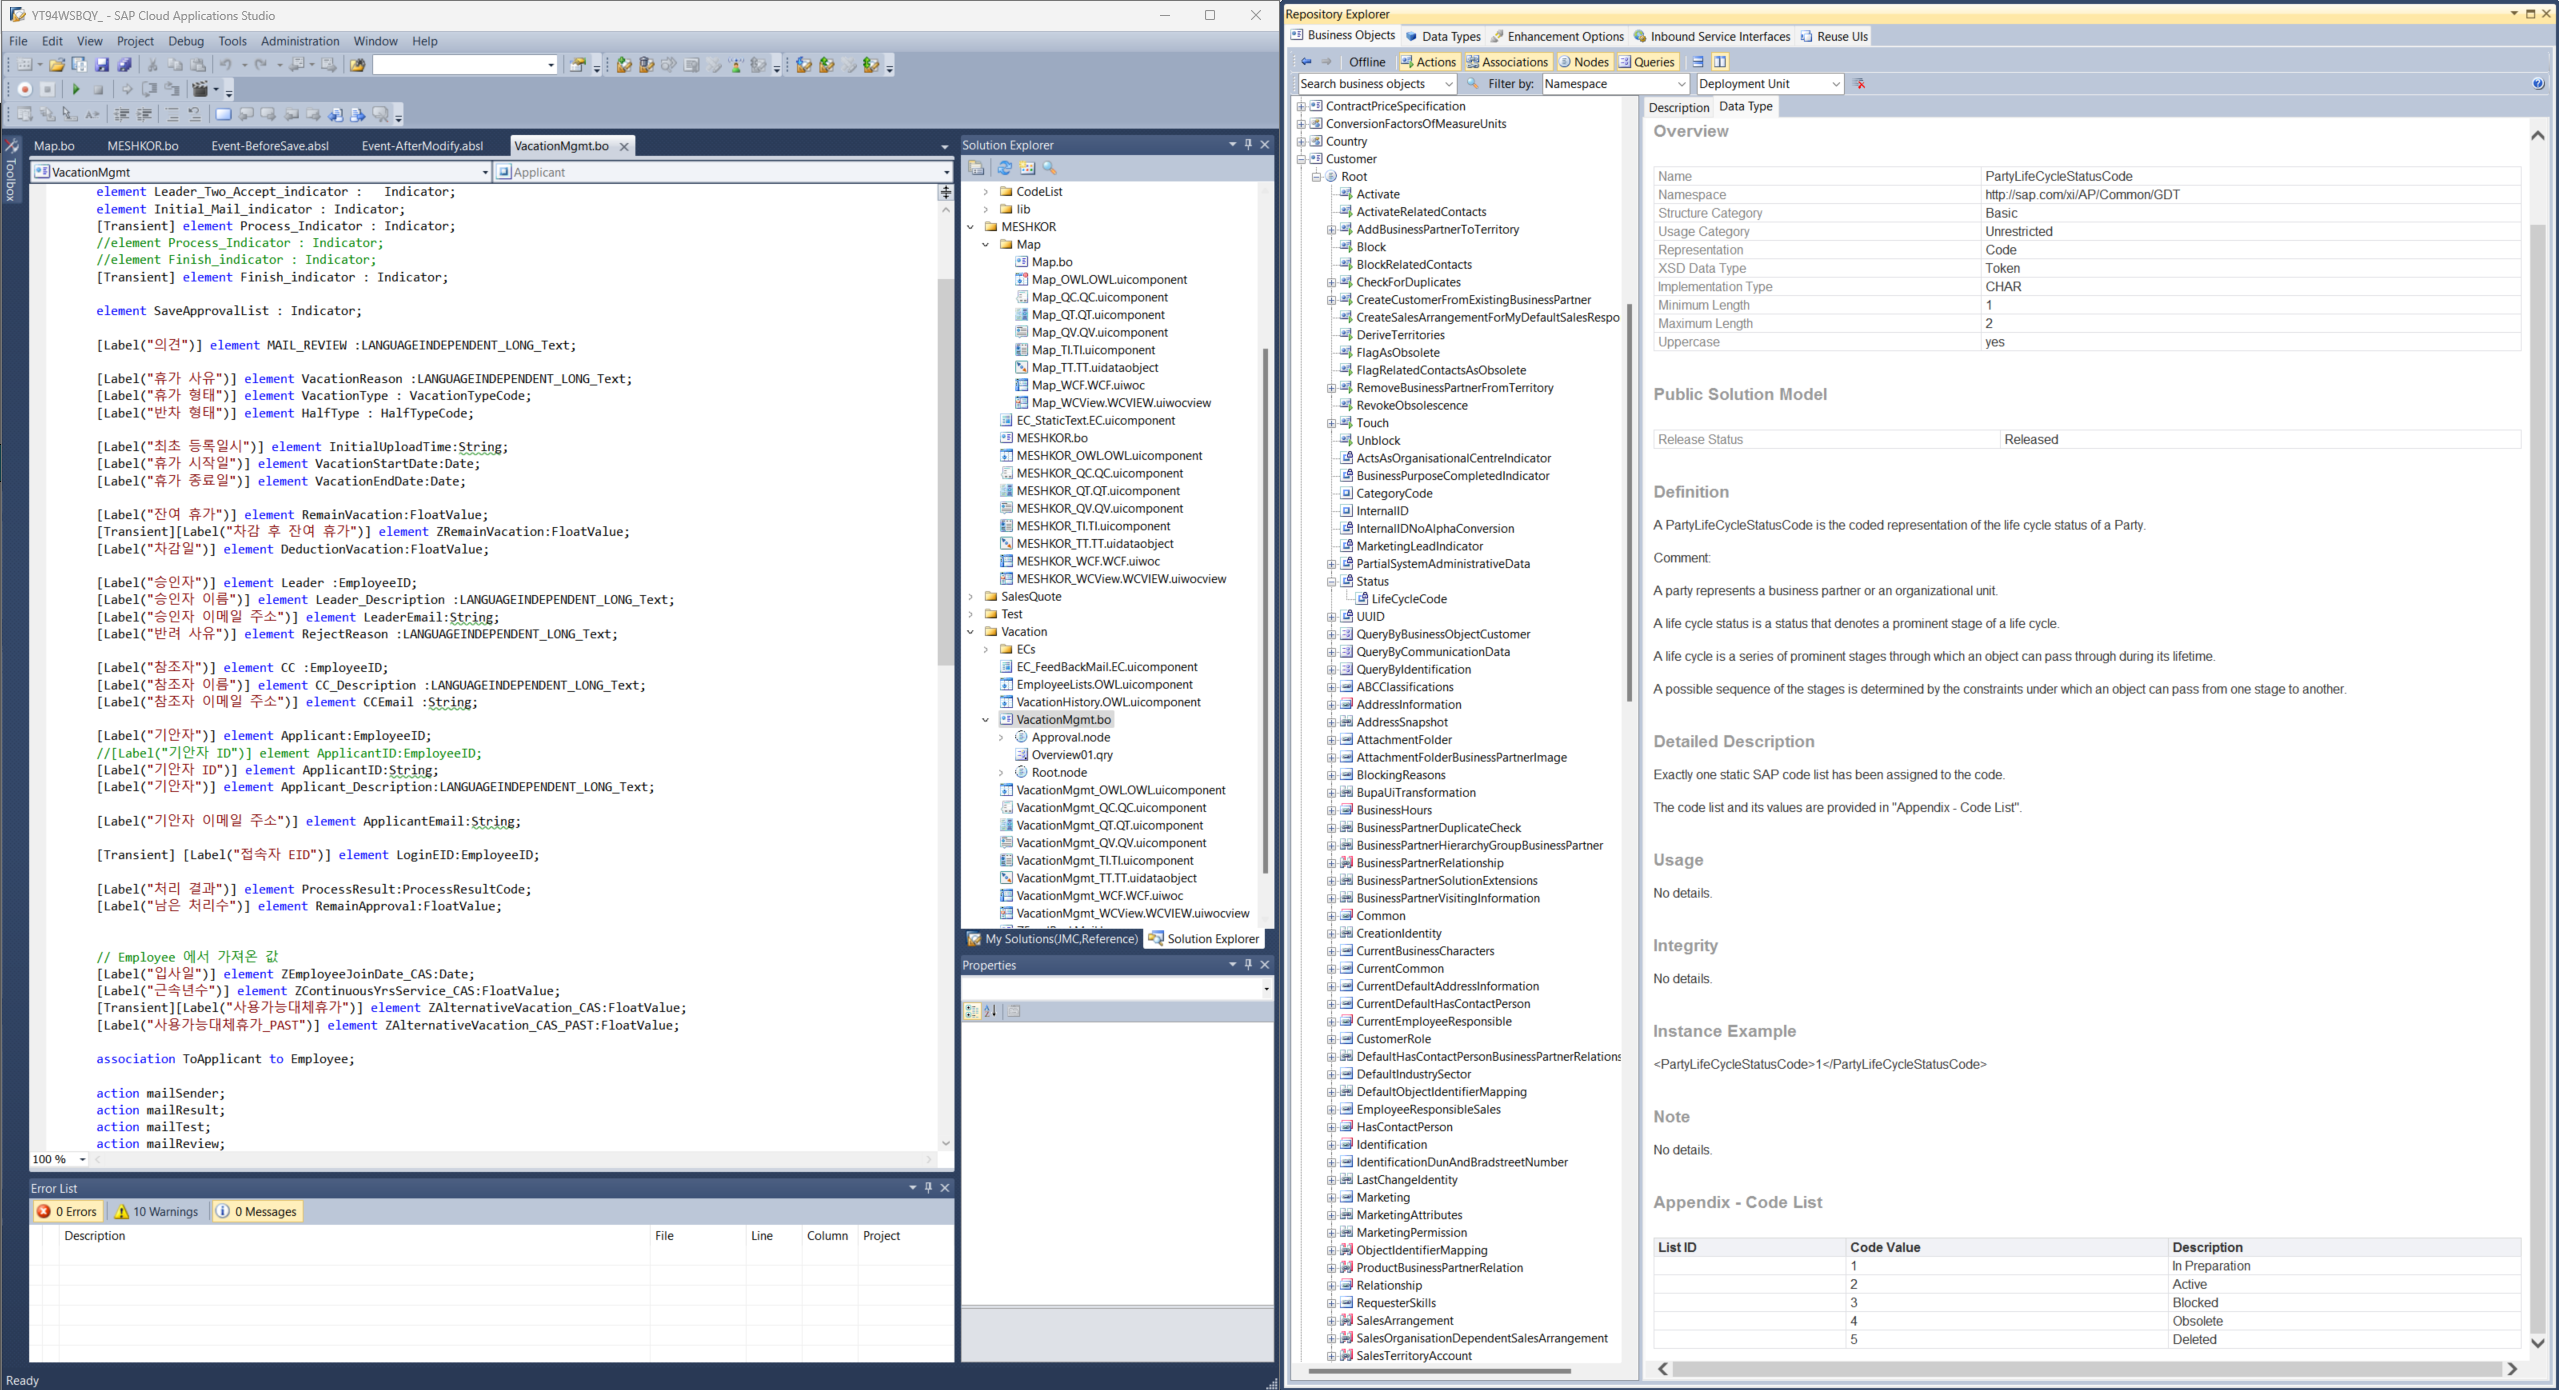 YT94WSBQY_ - SAP Cloud Applications Studio
File Edit View Project Debug Tools Administration Window Help
Toolbox
Map.bo MESHKOR.bo Event-BeforeSave.absl Event-AfterModify.absl VacationMgmt.bo
VacationMgmt Applicant
element Leader_Two_Accept_indicator :   Indicator;
element Initial_Mail_indicator : Indicator;
[Transient] element Process_Indicator : Indicator;
//element Process_Indicator : Indicator;
//element Finish_indicator : Indicator;
[Transient] element Finish_indicator : Indicator;
element SaveApprovalList : Indicator;
[Label("의견")] element MAIL_REVIEW :LANGUAGEINDEPENDENT_LONG_Text;
[Label("휴가 사유")] element VacationReason :LANGUAGEINDEPENDENT_LONG_Text;
[Label("휴가 형태")] element VacationType : VacationTypeCode;
[Label("반차 형태")] element HalfType : HalfTypeCode;
[Label("최초 등록일시")] element InitialUploadTime:String;
[Label("휴가 시작일")] element VacationStartDate:Date;
[Label("휴가 종료일")] element VacationEndDate:Date;
[Label("잔여 휴가")] element RemainVacation:FloatValue;
[Transient][Label("차감 후 잔여 휴가")] element ZRemainVacation:FloatValue;
[Label("차감일")] element DeductionVacation:FloatValue;
[Label("승인자")] element Leader :EmployeeID;
[Label("승인자 이름")] element Leader_Description :LANGUAGEINDEPENDENT_LONG_Text;
[Label("승인자 이메일 주소")] element LeaderEmail:String;
[Label("반려 사유")] element RejectReason :LANGUAGEINDEPENDENT_LONG_Text;
[Label("참조자")] element CC :EmployeeID;
[Label("참조자 이름")] element CC_Description :LANGUAGEINDEPENDENT_LONG_Text;
[Label("참조자 이메일 주소")] element CCEmail :String;
[Label("기안자")] element Applicant:EmployeeID;
//[Label("기안자 ID")] element ApplicantID:EmployeeID;
[Label("기안자 ID")] element ApplicantID:String;
[Label("기안자")] element Applicant_Description:LANGUAGEINDEPENDENT_LONG_Text;
[Label("기안자 이메일 주소")] element ApplicantEmail:String;
[Transient] [Label("접속자 EID")] element LoginEID:EmployeeID;
[Label("처리 결과")] element ProcessResult:ProcessResultCode;
[Label("남은 처리수")] element RemainApproval:FloatValue;
// Employee 에서 가져온 값
[Label("입사일")] element ZEmployeeJoinDate_CAS:Date;
[Label("근속년수")] element ZContinuousYrsService_CAS:FloatValue;
[Transient][Label("사용가능대체휴가")] element ZAlternativeVacation_CAS:FloatValue;
[Label("사용가능대체휴가_PAST")] element ZAlternativeVacation_CAS_PAST:FloatValue;
association ToApplicant to Employee;
action mailSender;
action mailResult;
action mailTest;
action mailReview;
100 %
Error List
0 Errors 10 Warnings 0 Messages
Description File Line Column Project
Ready
Solution Explorer
CodeList
lib
MESHKOR
Map
Map.bo
Map_OWL.OWL.uicomponent
Map_QC.QC.uicomponent
Map_QT.QT.uicomponent
Map_QV.QV.uicomponent
Map_TI.TI.uicomponent
Map_TT.TT.uidataobject
Map_WCF.WCF.uiwoc
Map_WCView.WCVIEW.uiwocview
EC_StaticText.EC.uicomponent
MESHKOR.bo
MESHKOR_OWL.OWL.uicomponent
MESHKOR_QC.QC.uicomponent
MESHKOR_QT.QT.uicomponent
MESHKOR_QV.QV.uicomponent
MESHKOR_TI.TI.uicomponent
MESHKOR_TT.TT.uidataobject
MESHKOR_WCF.WCF.uiwoc
MESHKOR_WCView.WCVIEW.uiwocview
SalesQuote
Test
Vacation
ECs
EC_FeedBackMail.EC.uicomponent
EmployeeLists.OWL.uicomponent
VacationHistory.OWL.uicomponent
VacationMgmt.bo
Approval.node
Overview01.qry
Root.node
VacationMgmt_OWL.OWL.uicomponent
VacationMgmt_QC.QC.uicomponent
VacationMgmt_QT.QT.uicomponent
VacationMgmt_QV.QV.uicomponent
VacationMgmt_TI.TI.uicomponent
VacationMgmt_TT.TT.uidataobject
VacationMgmt_WCF.WCF.uiwoc
VacationMgmt_WCView.WCVIEW.uiwocview
My Solutions(JMC,Reference) Solution Explorer
Properties
Repository Explorer
Business Objects Data Types Enhancement Options Inbound Service Interfaces Reuse UIs
Offline Actions Associations Nodes Queries
Search business objects Filter by: Namespace Deployment Unit
ContractPriceSpecification
ConversionFactorsOfMeasureUnits
Country
Customer
Root
Activate
ActivateRelatedContacts
AddBusinessPartnerToTerritory
Block
BlockRelatedContacts
CheckForDuplicates
CreateCustomerFromExistingBusinessPartner
CreateSalesArrangementForMyDefaultSalesRespo
DeriveTerritories
FlagAsObsolete
FlagRelatedContactsAsObsolete
RemoveBusinessPartnerFromTerritory
RevokeObsolescence
Touch
Unblock
ActsAsOrganisationalCentreIndicator
BusinessPurposeCompletedIndicator
CategoryCode
InternalID
InternalIDNoAlphaConversion
MarketingLeadIndicator
PartialSystemAdministrativeData
Status
LifeCycleCode
UUID
QueryByBusinessObjectCustomer
QueryByCommunicationData
QueryByIdentification
ABCClassifications
AddressInformation
AddressSnapshot
AttachmentFolder
AttachmentFolderBusinessPartnerImage
BlockingReasons
BupaUiTransformation
BusinessHours
BusinessPartnerDuplicateCheck
BusinessPartnerHierarchyGroupBusinessPartner
BusinessPartnerRelationship
BusinessPartnerSolutionExtensions
BusinessPartnerVisitingInformation
Common
CreationIdentity
CurrentBusinessCharacters
CurrentCommon
CurrentDefaultAddressInformation
CurrentDefaultHasContactPerson
CurrentEmployeeResponsible
CustomerRole
DefaultHasContactPersonBusinessPartnerRelations
DefaultIndustrySector
DefaultObjectIdentifierMapping
EmployeeResponsibleSales
HasContactPerson
Identification
IdentificationDunAndBradstreetNumber
LastChangeIdentity
Marketing
MarketingAttributes
MarketingPermission
ObjectIdentifierMapping
ProductBusinessPartnerRelation
Relationship
RequesterSkills
SalesArrangement
SalesOrganisationDependentSalesArrangement
SalesTerritoryAccount
Description Data Type
Overview
Name PartyLifeCycleStatusCode
Namespace http://sap.com/xi/AP/Common/GDT
Structure Category Basic
Usage Category Unrestricted
Representation Code
XSD Data Type Token
Implementation Type CHAR
Minimum Length 1
Maximum Length 2
Uppercase yes
Public Solution Model
Release Status Released
Definition
A PartyLifeCycleStatusCode is the coded representation of the life cycle status of a Party.
Comment:
A party represents a business partner or an organizational unit.
A life cycle status is a status that denotes a prominent stage of a life cycle.
A life cycle is a series of prominent stages through which an object can pass through during its lifetime.
A possible sequence of the stages is determined by the constraints under which an object can pass from one stage to another.
Detailed Description
Exactly one static SAP code list has been assigned to the code.
The code list and its values are provided in "Appendix - Code List".
Usage
No details.
Integrity
No details.
Instance Example
<PartyLifeCycleStatusCode>1</PartyLifeCycleStatusCode>
Note
No details.
Appendix - Code List
List ID Code Value Description
1 In Preparation
2 Active
3 Blocked
4 Obsolete
5 Deleted